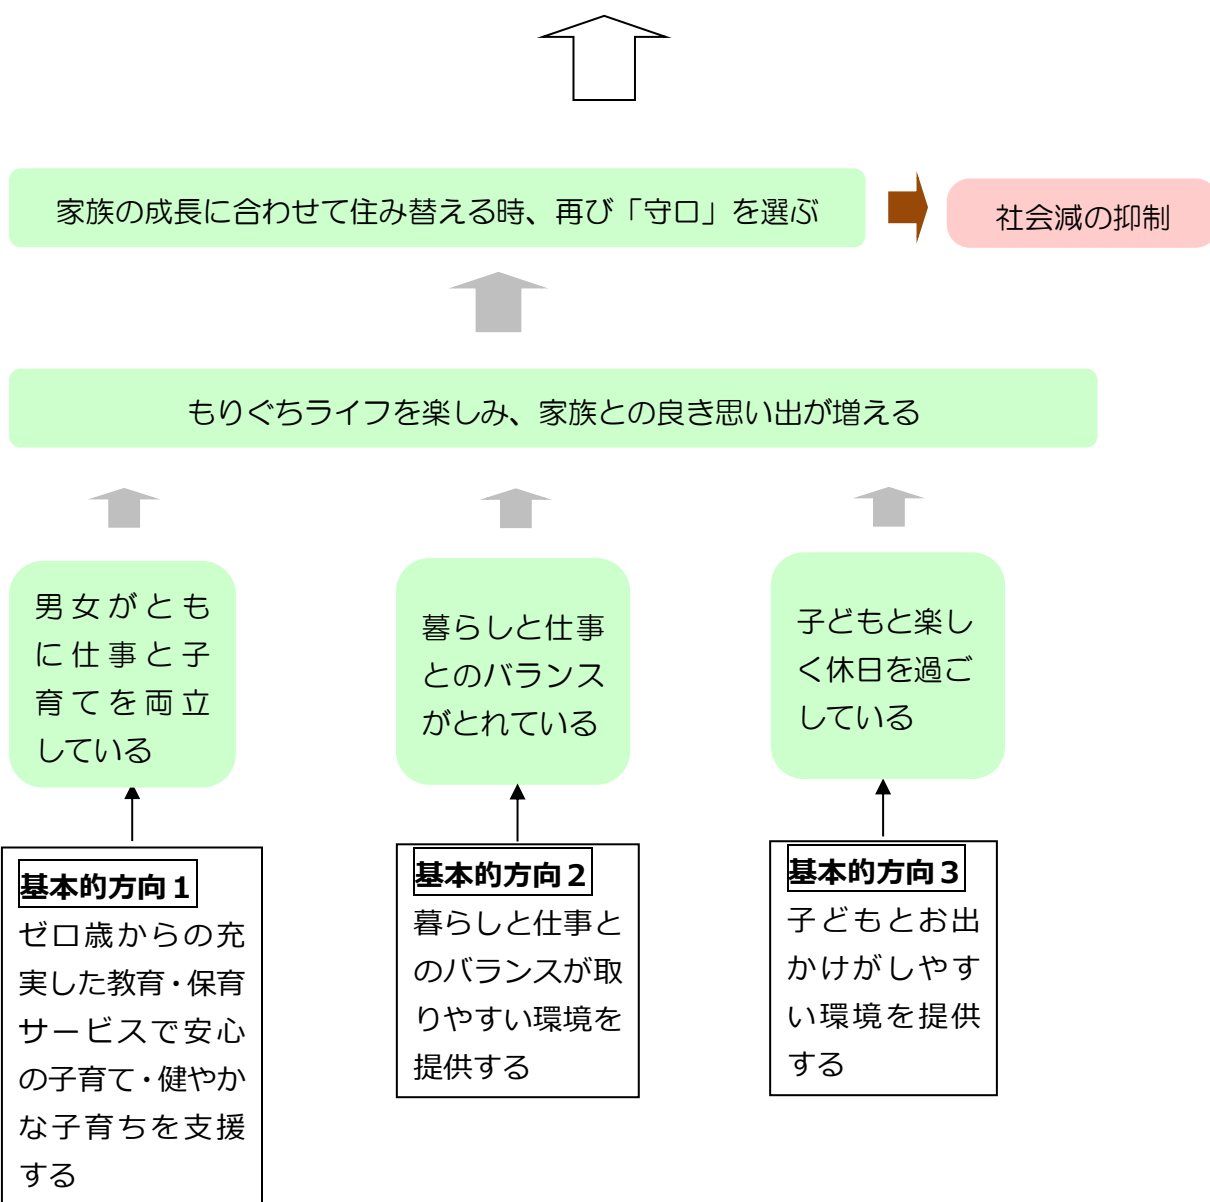 家族の成長に合わせて住み替える時、再び「守口」を選ぶ
社会減の抑制
もりぐちライフを楽しみ、家族との良き思い出が増える
男女がとも
に仕事と子
育てを両立
している
暮らしと仕事
とのバランス
がとれている
子どもと楽し
く休日を過ご
している
基本的方向１
ゼロ歳からの充
実した教育・保育
サービスで安心
の子育て・健やか
な子育ちを支援
する
基本的方向２
暮らしと仕事と
のバランスが取
りやすい環境を
提供する
基本的方向３
子どもとお出
かけがしやす
い環境を提供
する